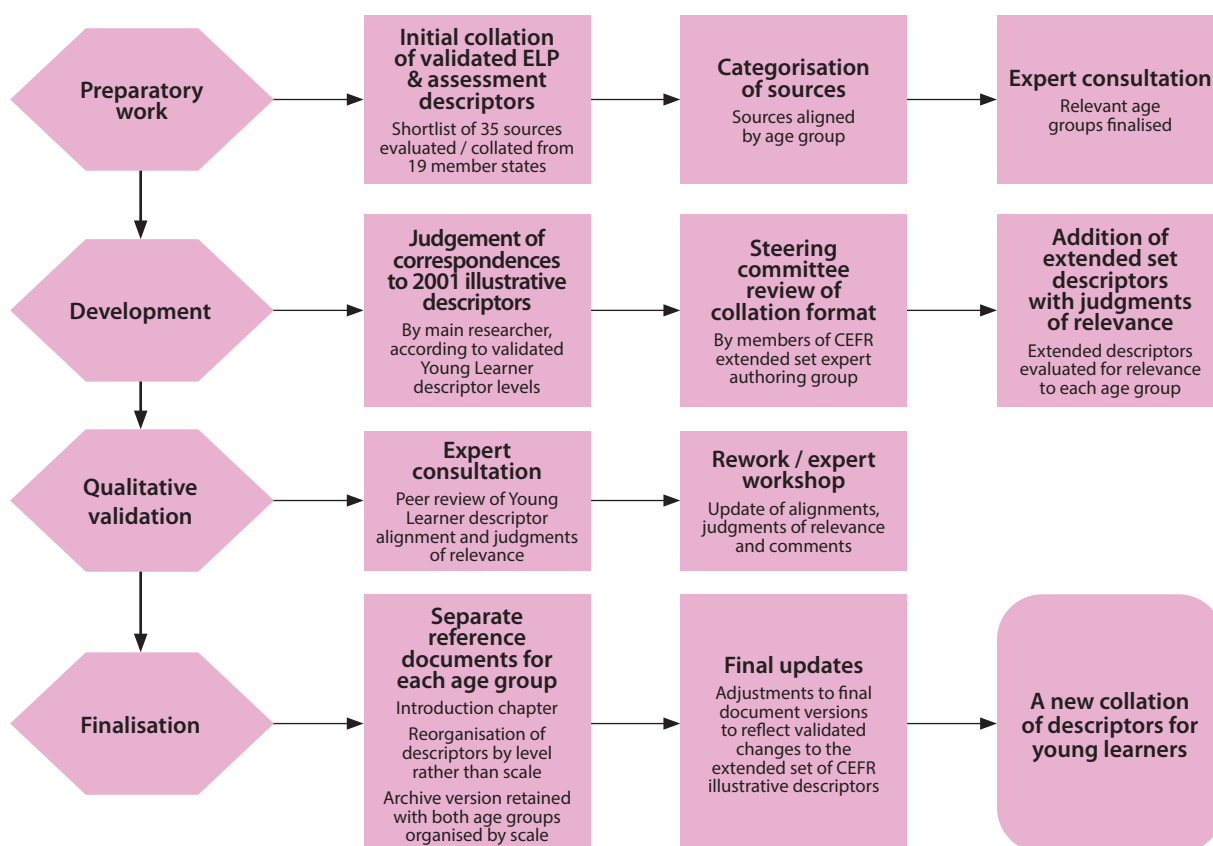 Preparatory
work
Initial collation
of validated ELP
& assessment
descriptors
Shortlist of 35 sources
evaluated / collated from
19 member states
Categorisation
of sources
Sources aligned
by age group
Expert consultation
Relevant age
groups finalised
Development
Judgement of
correspondences
to 2001 illustrative
descriptors
By main researcher,
according to validated
Young Learner
descriptor levels
Steering
committee
review of
collation format
By members of CEFR
extended set expert
authoring group
Addition of
extended set
descriptors
with judgments
of relevance
Extended descriptors
evaluated for relevance
to each age group
Qualitative
validation
Expert
consultation
Peer review of Young
Learner descriptor
alignment and judgments
of relevance
Rework / expert
workshop
Update of alignments,
judgments of relevance
and comments
Finalisation
Separate
reference
documents for
each age group
Introduction chapter
Reorganisation of
descriptors by level
rather than scale
Archive version retained
with both age groups
organised by scale
Final updates
Adjustments to final
document versions
to reflect validated
changes to the
extended set of CEFR
illustrative descriptors
A new collation
of descriptors for
young learners